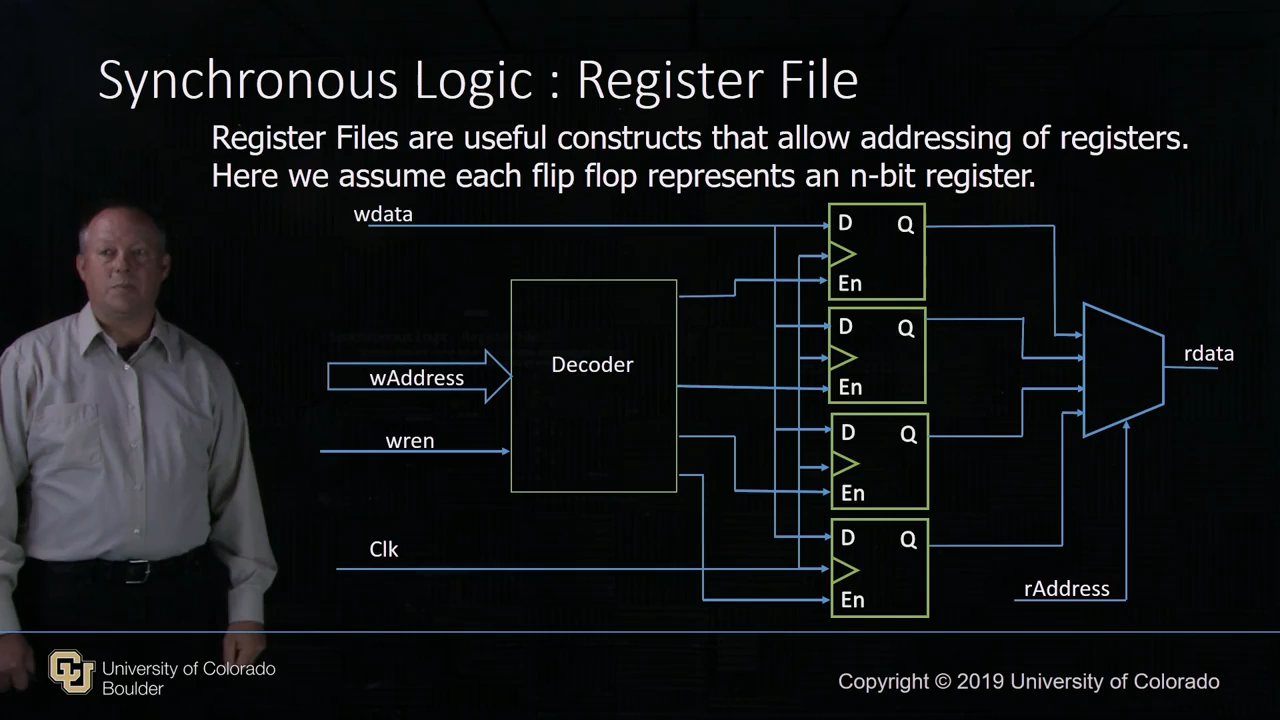 Synchronous Logic : Register File
Register Files are useful constructs that allow addressing of registers.
Here we assume each flip flop represents an n-bit register.
wdata
D Q
En
D Q
En
Decoder
rdata
wAddress
wren
D Q
En
Clk
D Q
En
rAddress
CU
University of Colorado
Boulder
Copyright © 2019 University of Colorado